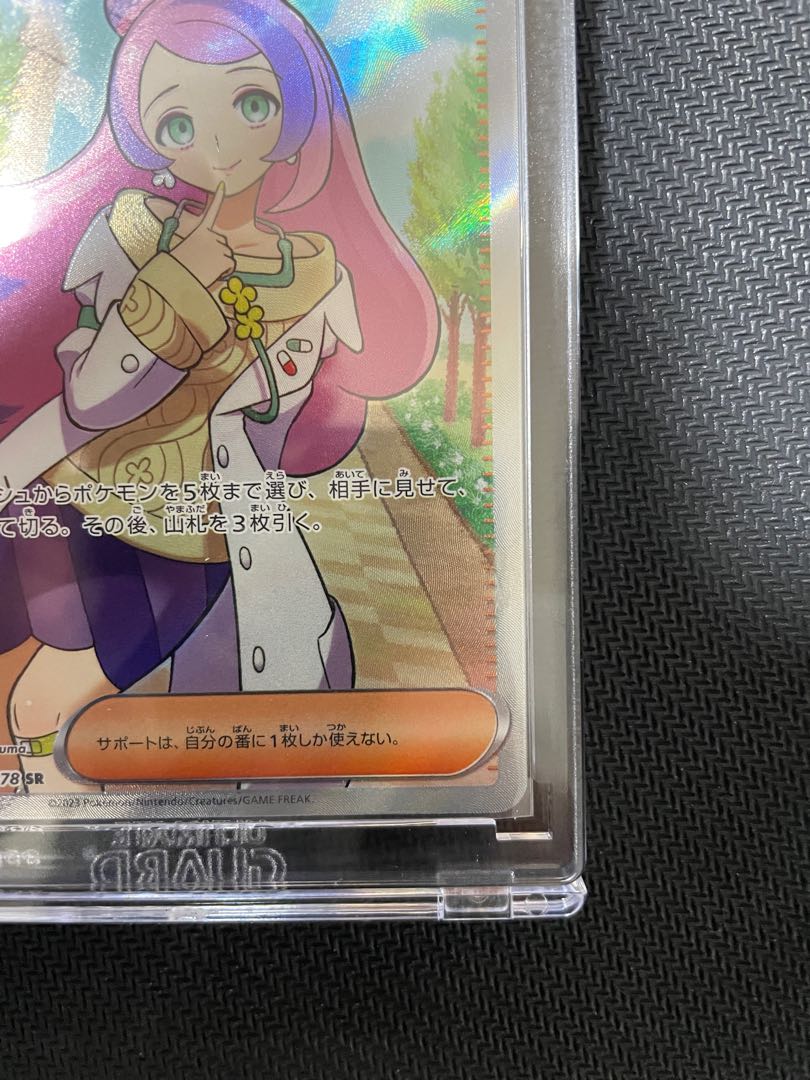 シュからポケモンを5枚まで選び、相手に見せて、
て切る。その後、山札を3枚引く。
サポートは、自分の番に1枚しか使えない。
uma
78 SR
©2023 Pokémon/Nintendo/Creatures/GAME FREAK.
GUARD